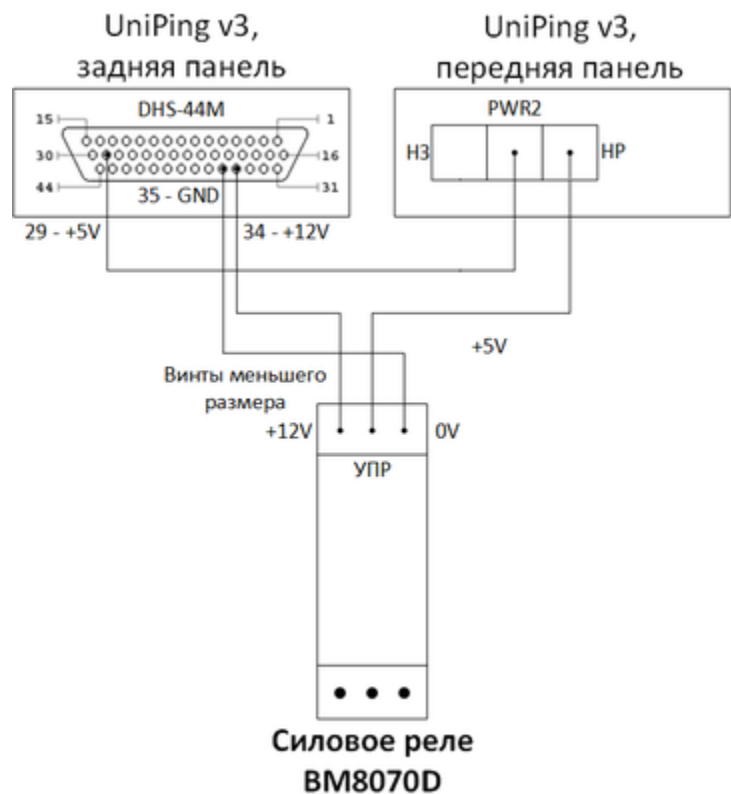 UniPing v3,
задняя панель
UniPing v3,
передняя панель
DHS-44M
15
1
30
16
44
31
35 - GND
29 - +5V
34 - +12V
PWR2
НЗ
НР
+5V
Винты меньшего
размера
+12V
0V
УПР
Силовое реле
BM8070D